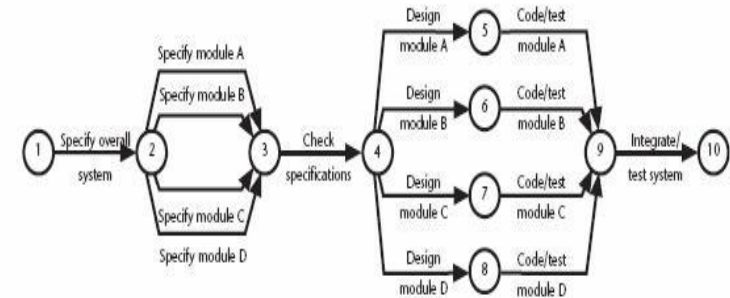 Specify module A
Specify module B
1
Specify overall
system
2
Specify module C
Specify module D
3
Check
specifications
4
Design
module A
5
Code/test
module A
Design
module B
6
Code/test
module B
Design
module C
7
Code/test
module C
Design
module D
8
Code/test
module D
9
Integrate/
test system
10